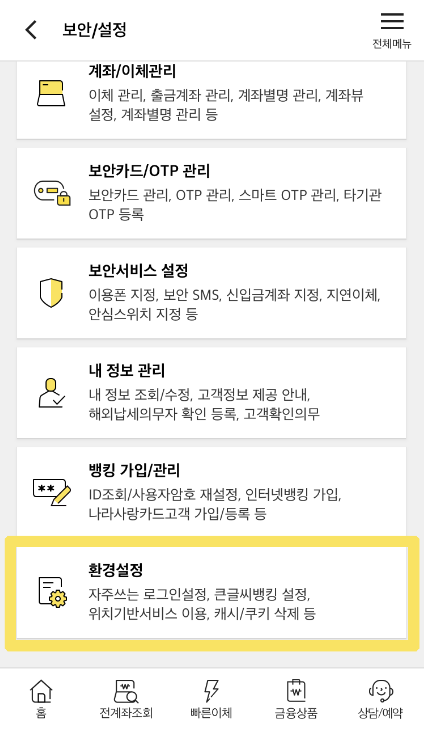 보안/설정
전체메뉴
계좌/이체관리
이체 관리, 출금계좌 관리, 계좌별명 관리, 계좌뷰
설정, 계좌별명 관리 등
보안카드/OTP 관리
보안카드 관리, OTP 관리, 스마트 OTP 관리, 타기관
OTP 등록
보안서비스 설정
이용폰 지정, 보안 SMS, 신입금계좌 지정, 지연이체,
안심스위치 지정 등
내 정보 관리
내 정보 조회/수정, 고객정보 제공 안내,
해외납세의무자 확인 등록, 고객확인의무
뱅킹 가입/관리
ID조회/사용자암호 재설정, 인터넷뱅킹 가입,
나라사랑카드고객 가입/등록 등
환경설정
자주쓰는 로그인설정, 큰글씨뱅킹 설정,
위치기반서비스 이용, 캐시/쿠키 삭제 등
홈
전계좌조회
빠른이체
금융상품
상담/예약